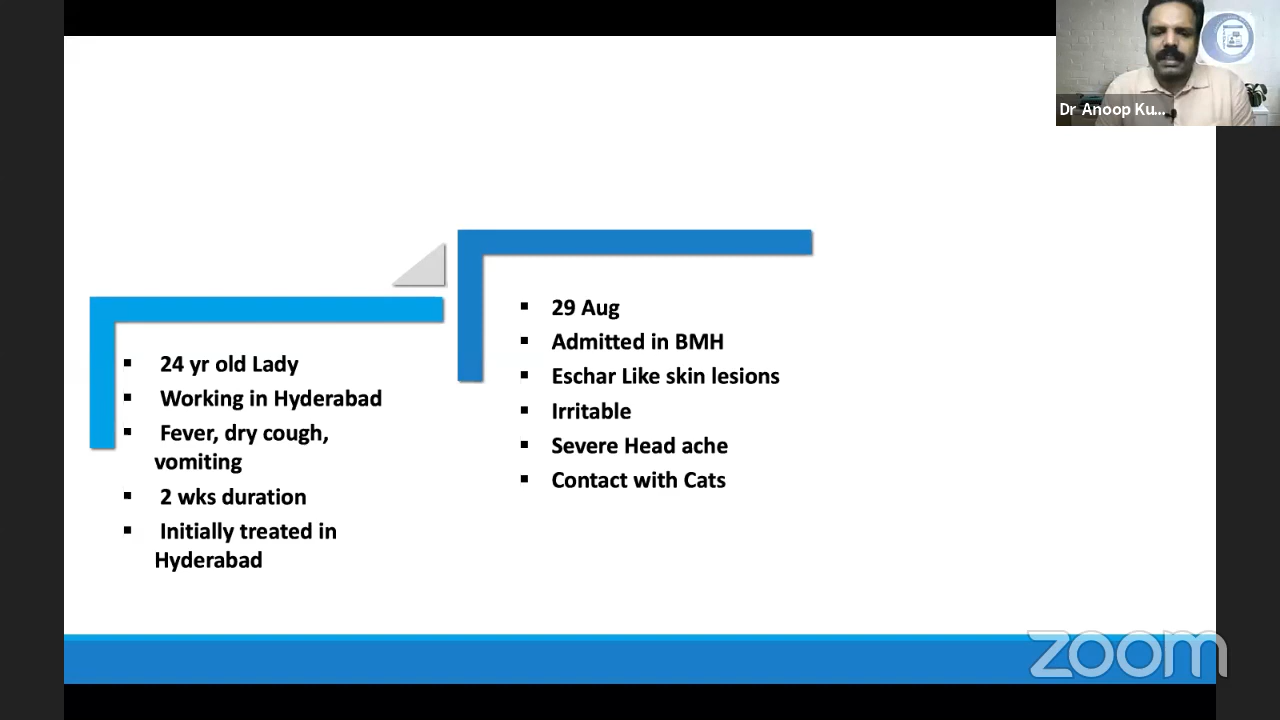 Dr Anoop Ku...
24 yr old Lady
Working in Hyderabad
Fever, dry cough,
vomiting
2 wks duration
Initially treated in
Hyderabad
29 Aug
Admitted in BMH
Eschar Like skin lesions
Irritable
Severe Head ache
Contact with Cats
zoom